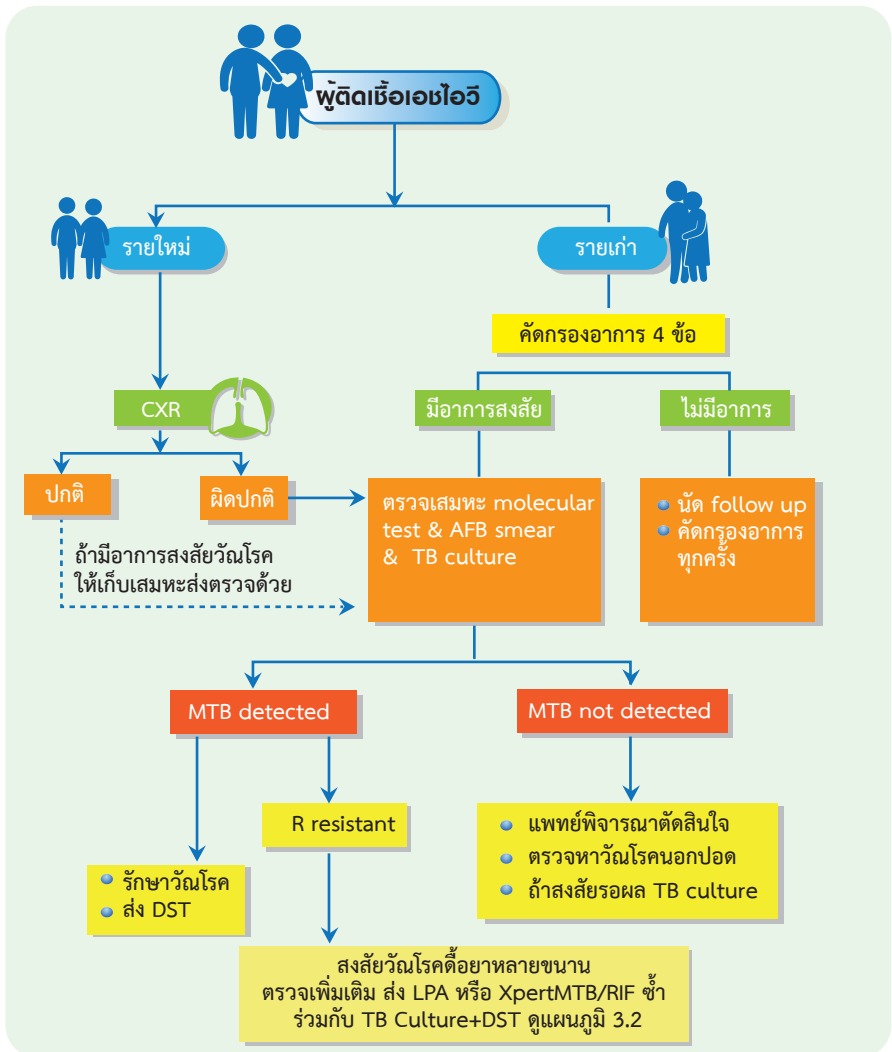 ผู้ติดเชื้อเอชไอวี
รายใหม่
รายเก่า
คัดกรองอาการ 4 ข้อ
CXR
มีอาการสงสัย
ไม่มีอาการ
ปกติ
ผิดปกติ
ตรวจเสมหะ molecular
test & AFB smear
& TB culture
นัด follow up
คัดกรองอาการ
ทุกครั้ง
ถ้ามีอาการสงสัยวัณโรค
ให้เก็บเสมหะส่งตรวจด้วย
MTB detected
MTB not detected
R resistant
แพทย์พิจารณาตัดสินใจ
ตรวจหาวัณโรคนอกปอด
ถ้าสงสัยรอผล TB culture
รักษาวัณโรค
ส่ง DST
สงสัยวัณโรคดื้อยาหลายขนาน
ตรวจเพิ่มเติม ส่ง LPA หรือ XpertMTB/RIF ซ้ำ
ร่วมกับ TB Culture+DST ดูแผนภูมิ 3.2